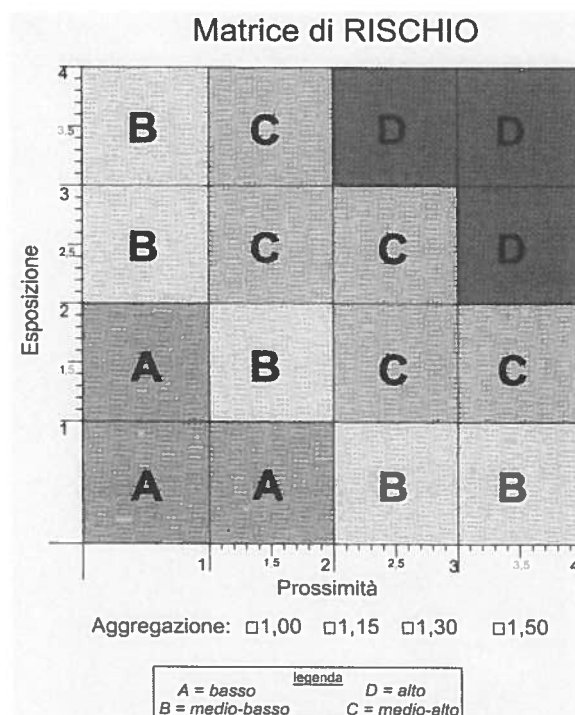 Matrice di RISCHIO
4
B C D D
3,5
3
B C C D
2,5
2
A B C C
1,5
1
A A B B
1 1,5 2 2,5 3 3,5 4
Esposizione
Prossimità
Aggregazione: □1,00 □1,15 □1,30 □1,50
legenda
A = basso D = alto
B = medio-basso C = medio-alto